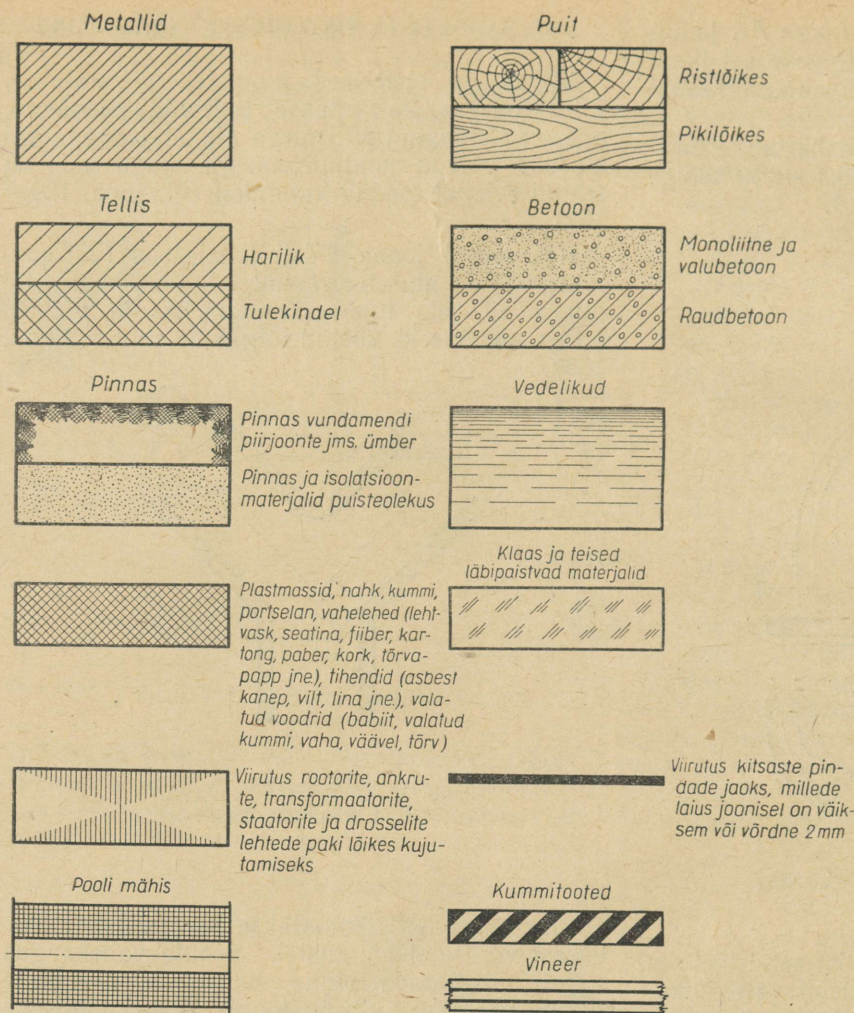 Metallid
Puit
Ristlõikes
Pikilõikes
Tellis
Harilik
Tulekindel
Betoon
Monoliitne ja
valubetoon
Raudbetoon
Pinnas
Pinnas vundamendi
piirjoonte jms. ümber
Pinnas ja isolatsioon-
materjalid puisteolekus
Vedelikud
Plastmassid, nahk, kummi,
portselan, vahelehed (leht-
vask, seatina, fiiber, kar-
tong, paber, kork, tõrva-
papp jne.), tihendid (asbest
kanep, vilt, lina jne.), vala-
tud voodrid (babiit, valatud
kummi, vaha, väävel, tõrv)
Klaas ja teised
läbipaistvad materjalid
Viirutus rootorite, ankru-
te, transformaatorite,
staatorite ja drosselite
lehtede paki lõikes kuju-
tamiseks
Viirutus kitsaste pin-
dade jaoks, millede
laius joonisel on väik-
sem või võrdne 2mm
Pooli mähis
Kummitooted
Vineer